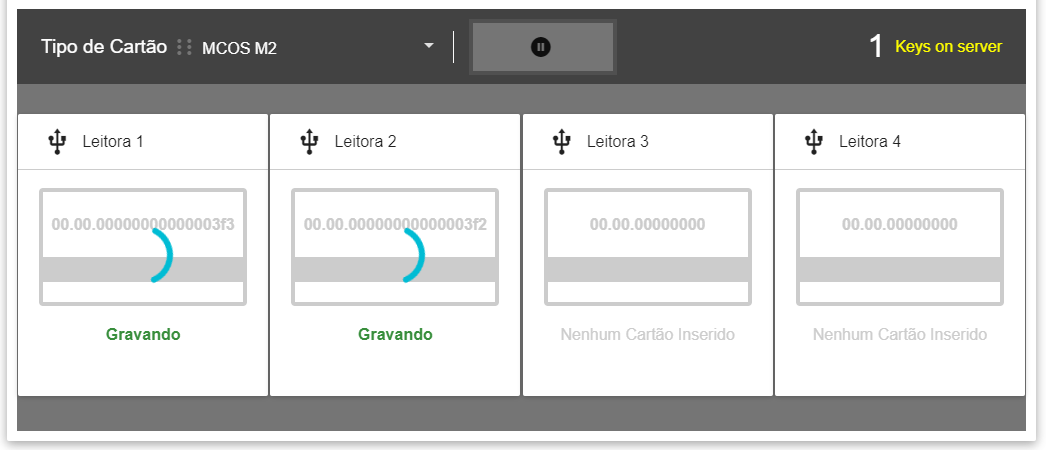 Tipo de Cartão MCOS M2 1 Keys on server
Leitora 1 Leitora 2 Leitora 3 Leitora 4
00.00.00000000000003f3 00.00.00000000000003f2 00.00.00000000 00.00.00000000
Gravando Gravando Nenhum Cartão Inserido Nenhum Cartão Inserido